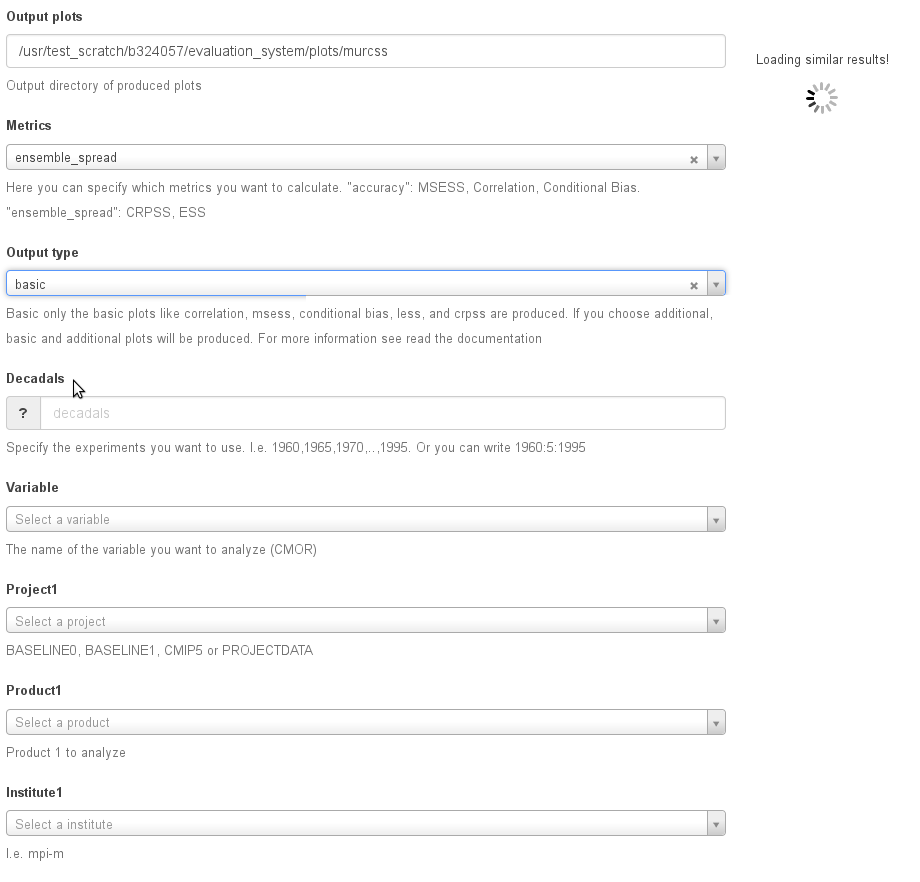 Output plots
/usr/test_scratch/b324057/evaluation_system/plots/murcss
Output directory of produced plots
Loading similar results!
Metrics
ensemble_spread
Here you can specify which metrics you want to calculate. "accuracy": MSESS, Correlation, Conditional Bias.
"ensemble_spread": CRPSS, ESS
Output type
basic
Basic only the basic plots like correlation, msess, conditional bias, less, and crpss are produced. If you choose additional,
basic and additional plots will be produced. For more information see read the documentation
Decadals
? decadals
Specify the experiments you want to use. I.e. 1960,1965,1970,..,1995. Or you can write 1960:5:1995
Variable
Select a variable
The name of the variable you want to analyze (CMOR)
Project1
Select a project
BASELINE0, BASELINE1, CMIP5 or PROJECTDATA
Product1
Select a product
Product 1 to analyze
Institute1
Select a institute
I.e. mpi-m